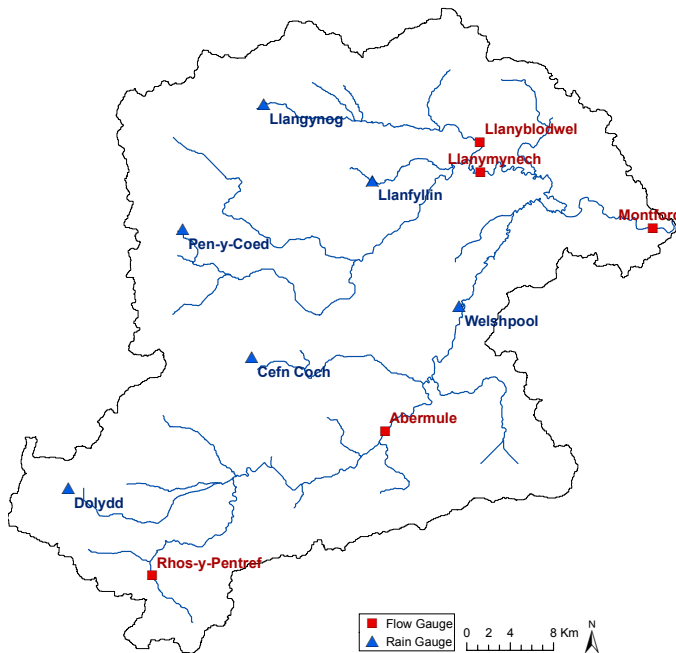 Llangynog
Llanyblodwel
Llanymynech
Llanfyllin
Montford
Pen-y-Coed
Welshpool
Cefn Coch
Abermule
Dolydd
Rhos-y-Pentref
Flow Gauge
Rain Gauge
0 2 4 8 Km
N